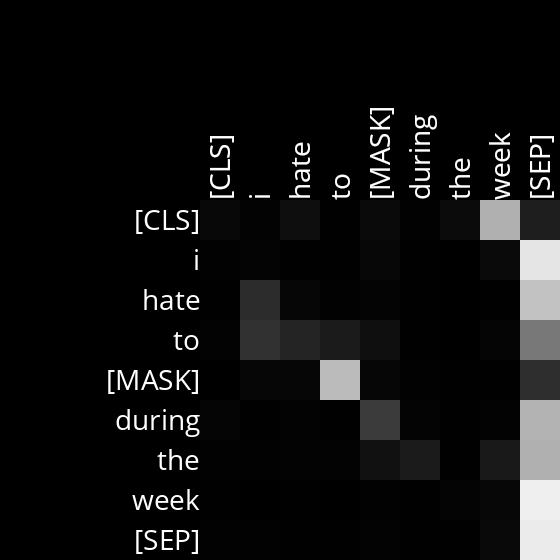 [CLS] i hate to [MASK] during the week [SEP]
[CLS]
i
hate
to
[MASK]
during
the
week
[SEP]